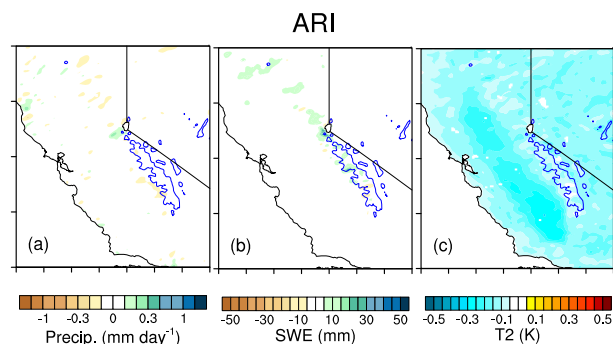 ARI
(a) (b) (c)
-1 -0.3 0 0.3 1
Precip. (mm day⁻¹)
-50 -30 -10 10 30 50
SWE (mm)
-0.5 -0.3 -0.1 0.1 0.3 0.5
T2 (K)